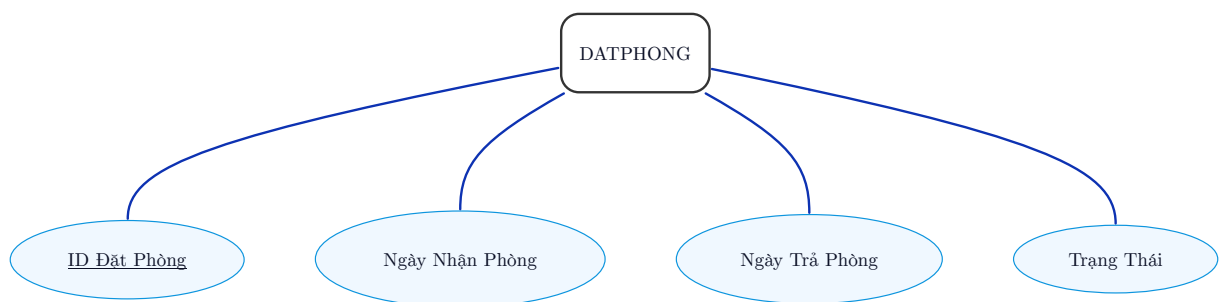 DATPHONG
ID Đặt Phòng
Ngày Nhận Phòng
Ngày Trả Phòng
Trạng Thái